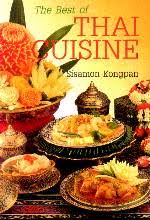 The Best of
THAI
CUISINE
Sisamon Kongpan